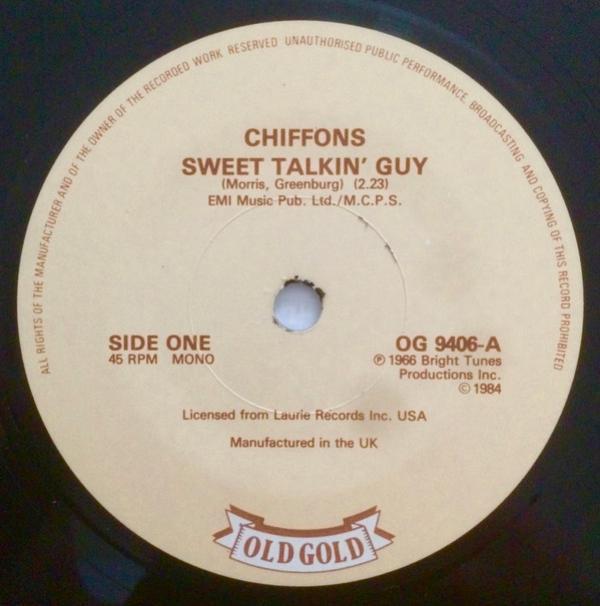 ALL RIGHTS OF THE MANUFACTURER AND OF THE OWNER OF THE RECORDED WORK RESERVED UNAUTHORISED PUBLIC PERFORMANCE BROADCASTING AND COPYING OF THIS RECORD PROHIBITED
CHIFFONS
SWEET TALKIN' GUY
(Morris, Greenburg) (2.23)
EMI Music Pub. Ltd./M.C.P.S.
SIDE ONE
45 RPM MONO
OG 9406-A
℗ 1966 Bright Tunes
Productions Inc.
© 1984
Licensed from Laurie Records Inc. USA
Manufactured in the UK
OLD GOLD